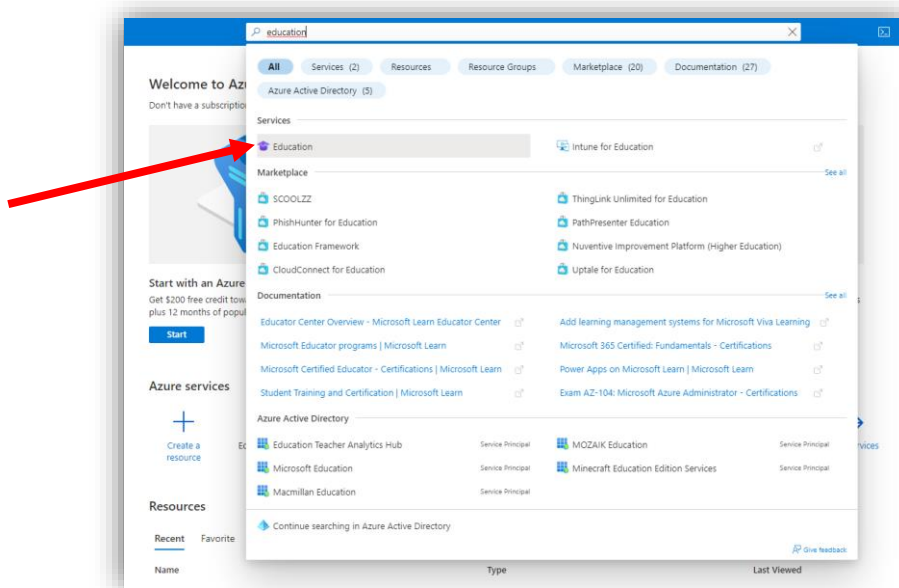 education
All Services (2) Resources Resource Groups Marketplace (20) Documentation (27)
Azure Active Directory (5)
Welcome to Az
Don't have a subscriptio
Services
Education Intune for Education
Marketplace See all
SCOOLZZ ThingLink Unlimited for Education
PhishHunter for Education PathPresenter Education
Education Framework Nuventive Improvement Platform (Higher Education)
CloudConnect for Education Uptale for Education
Start with an Azure
Get $200 free credit tow
plus 12 months of popul
Start
Documentation See all
Educator Center Overview - Microsoft Learn Educator Center Add learning management systems for Microsoft Viva Learning
Microsoft Educator programs | Microsoft Learn Microsoft 365 Certified: Fundamentals - Certifications
Microsoft Certified Educator - Certifications | Microsoft Learn Power Apps on Microsoft Learn | Microsoft Learn
Student Training and Certification | Microsoft Learn Exam AZ-104: Microsoft Azure Administrator - Certifications
Azure services
Create a
resource
Ec
vices
Azure Active Directory
Education Teacher Analytics Hub Service Principal MOZAIK Education Service Principal
Microsoft Education Service Principal Minecraft Education Edition Services Service Principal
Macmillan Education Service Principal
Continue searching in Azure Active Directory
Give feedback
Resources
Recent Favorite
Name Type Last Viewed